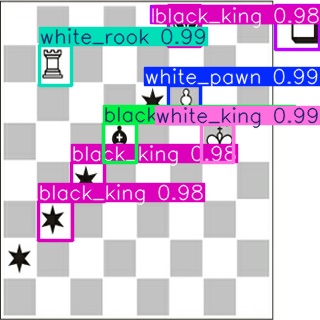 black_king 0.98
white_rook 0.99
white_pawn 0.99
black
white_king 0.99
black_king 0.98
black_king 0.98